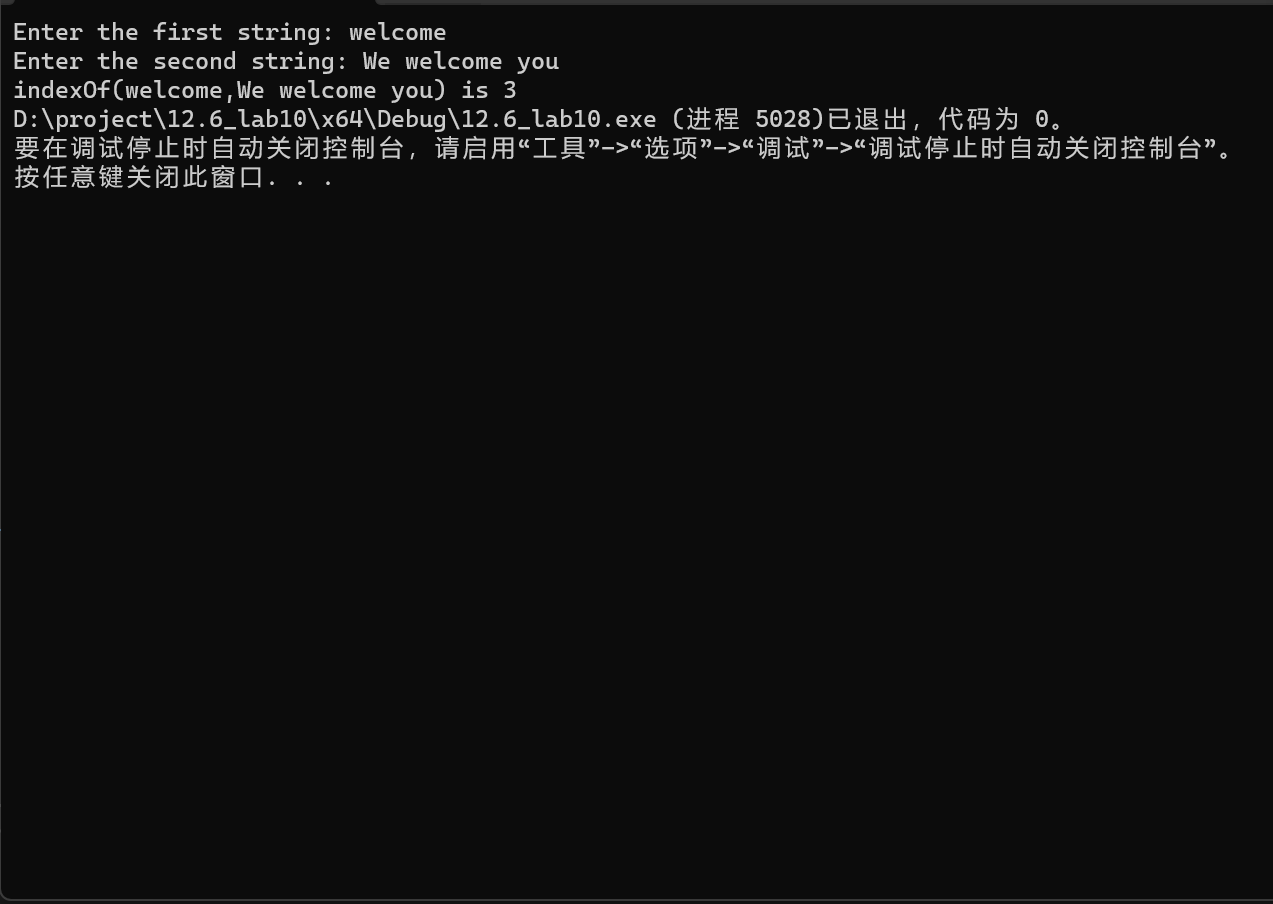 Enter the first string: welcome
Enter the second string: We welcome you
indexOf(welcome,We welcome you) is 3
D:\project\12.6_lab10\x64\Debug\12.6_lab10.exe (进程 5028)已退出，代码为 0。
要在调试停止时自动关闭控制台，请启用“工具”->“选项”->“调试”->“调试停止时自动关闭控制台”。
按任意键关闭此窗口. . .